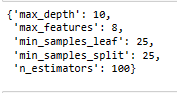 {'max_depth': 10,
'max_features': 8,
'min_samples_leaf': 25,
'min_samples_split': 25,
'n_estimators': 100}